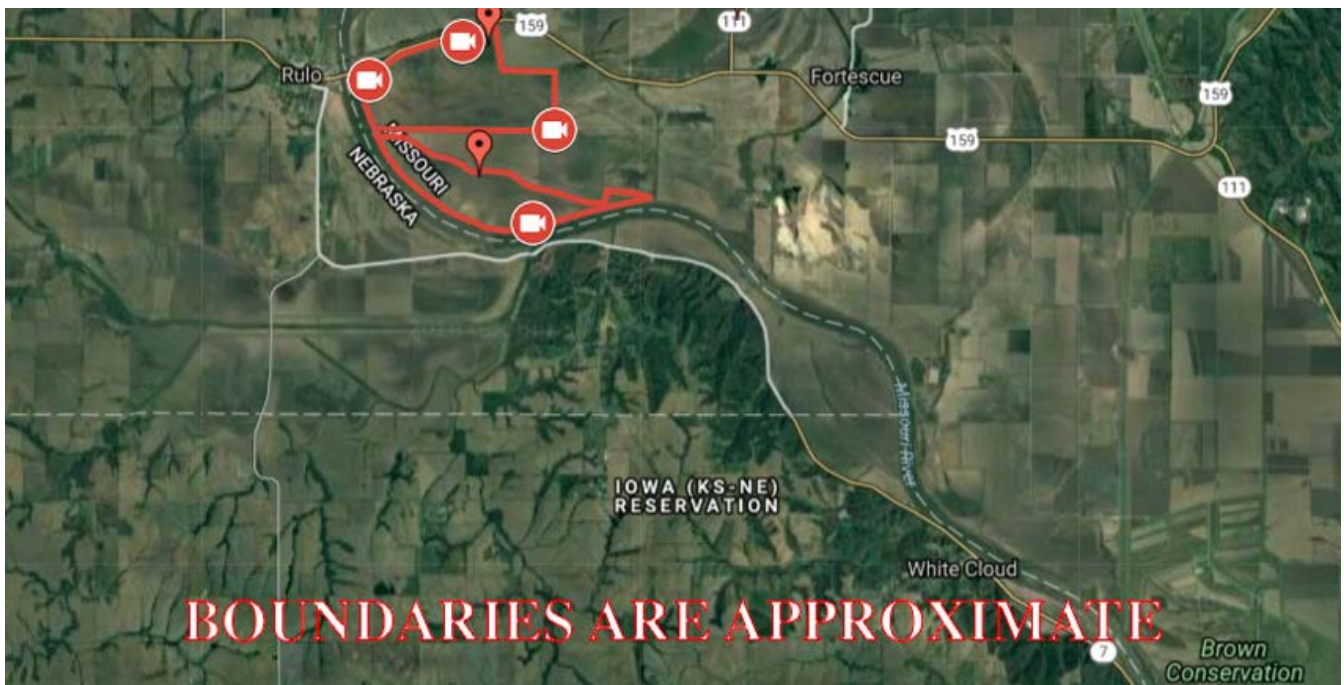 159
111
Rulo
Fortescue
159
159
MISSOURI
NEBRASKA
111
Missouri River
IOWA (KS-NE)
RESERVATION
White Cloud
BOUNDARIES ARE APPROXIMATE
7
Brown
Conservation